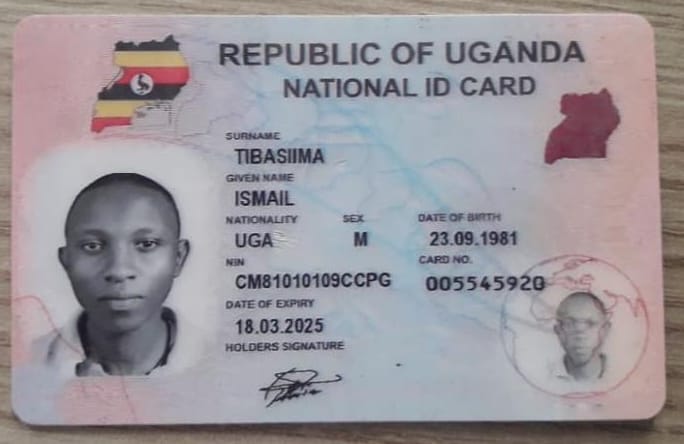 REPUBLIC OF UGANDA
NATIONAL ID CARD
SURNAME
TIBASIIMA
GIVEN NAME
ISMAIL
NATIONALITY SEX DATE OF BIRTH
UGA M 23.09.1981
NIN CARD NO.
CM81010109CCPG 005545920
DATE OF EXPIRY
18.03.2025
HOLDERS SIGNATURE